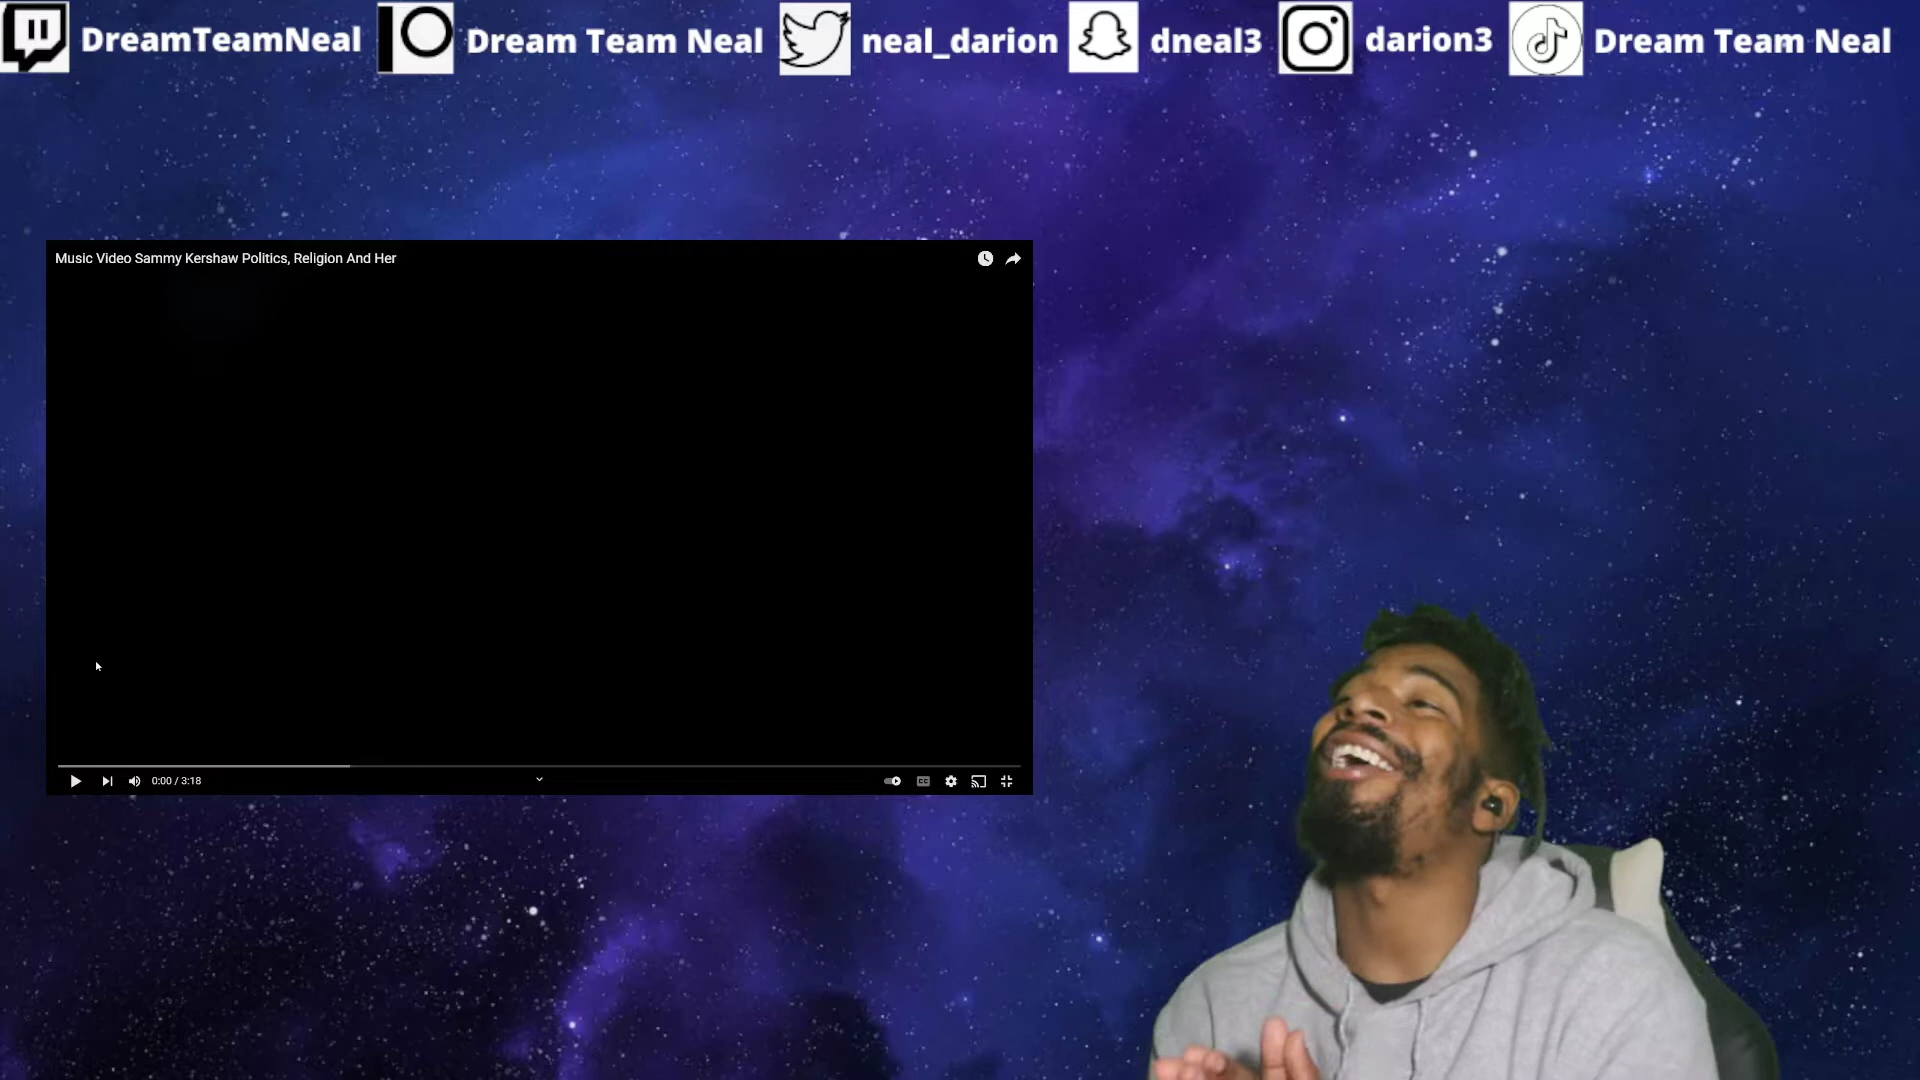 DreamTeamNeal Dream Team Neal neal_darion dneal3 darion3 Dream Team Neal
Music Video Sammy Kershaw Politics, Religion And Her
0:00 / 3:18
CC